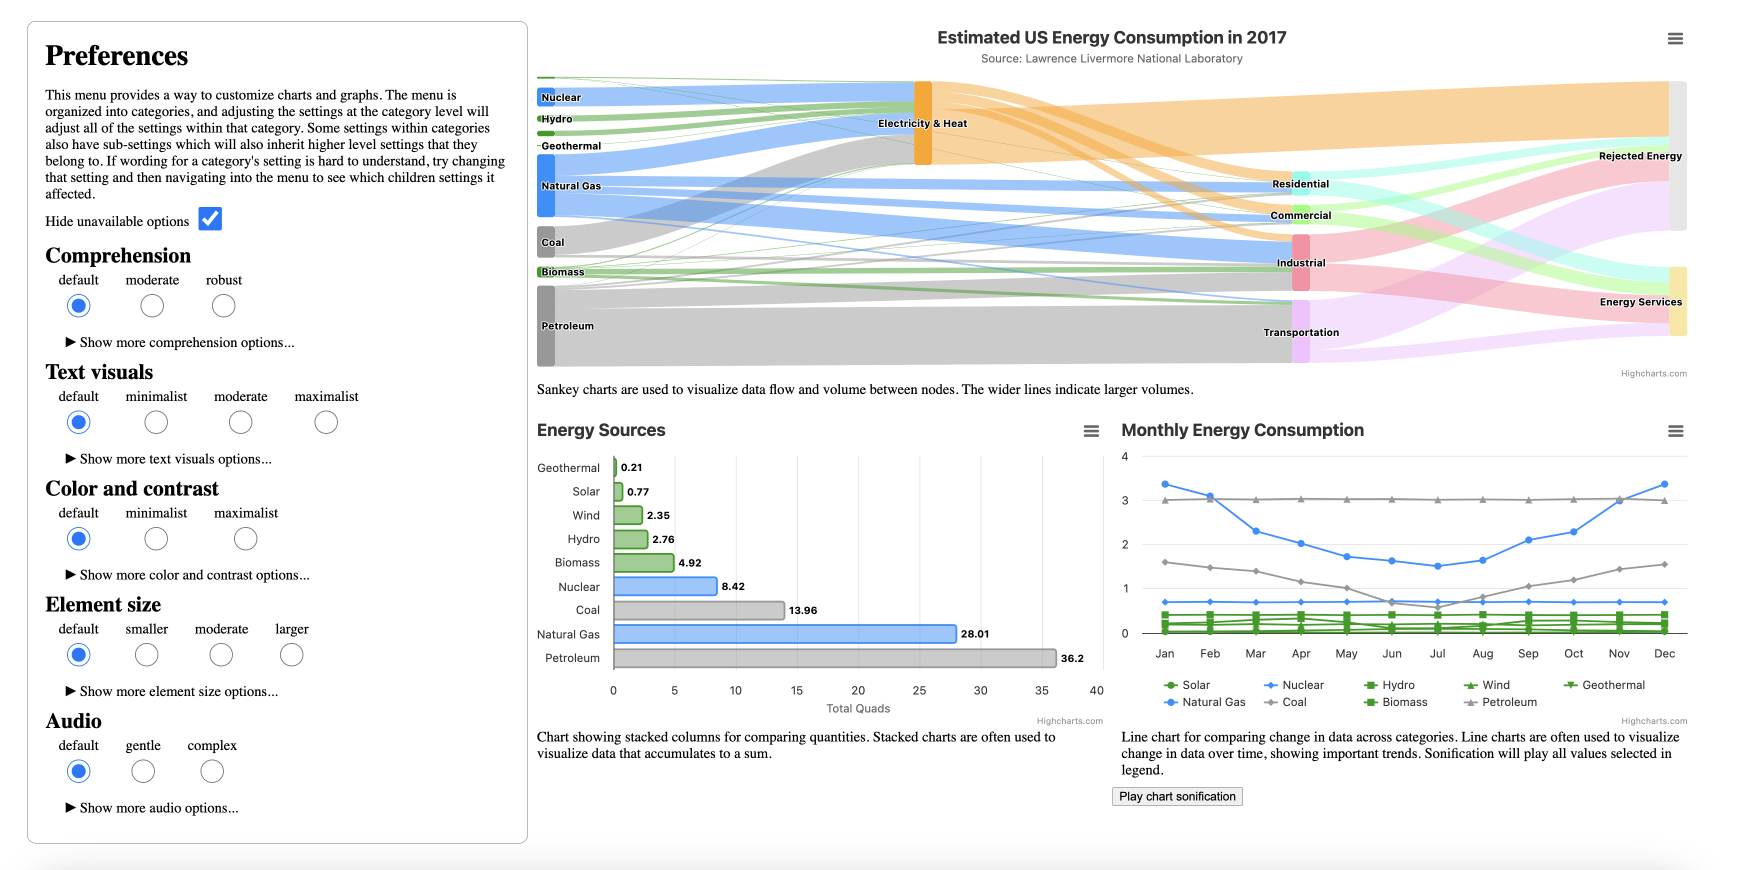 Preferences
This menu provides a way to customize charts and graphs. The menu is
organized into categories, and adjusting the settings at the category level will
adjust all of the settings within that category. Some settings within categories
also have sub-settings which will also inherit higher level settings that they
belong to. If wording for a category's setting is hard to understand, try changing
that setting and then navigating into the menu to see which children settings it
affected.
Hide unavailable options
Comprehension
default moderate robust
▶ Show more comprehension options...
Text visuals
default minimalist moderate maximalist
▶ Show more text visuals options...
Color and contrast
default minimalist maximalist
▶ Show more color and contrast options...
Element size
default smaller moderate larger
▶ Show more element size options...
Audio
default gentle complex
▶ Show more audio options...
Estimated US Energy Consumption in 2017
Source: Lawrence Livermore National Laboratory
Nuclear
Hydro
Geothermal
Natural Gas
Coal
Biomass
Petroleum
Electricity & Heat
Residential
Commercial
Industrial
Transportation
Rejected Energy
Energy Services
Highcharts.com
Sankey charts are used to visualize data flow and volume between nodes. The wider lines indicate larger volumes.
Energy Sources
Geothermal 0.21
Solar 0.77
Wind 2.35
Hydro 2.76
Biomass 4.92
Nuclear 8.42
Coal 13.96
Natural Gas 28.01
Petroleum 36.2
0 5 10 15 20 25 30 35 40
Total Quads
Highcharts.com
Chart showing stacked columns for comparing quantities. Stacked charts are often used to
visualize data that accumulates to a sum.
Monthly Energy Consumption
4
3
2
1
0
Jan Feb Mar Apr May Jun Jul Aug Sep Oct Nov Dec
Solar Nuclear Hydro Wind Geothermal
Natural Gas Coal Biomass Petroleum
Highcharts.com
Line chart for comparing change in data across categories. Line charts are often used to visualize
change in data over time, showing important trends. Sonification will play all values selected in
legend.
Play chart sonification